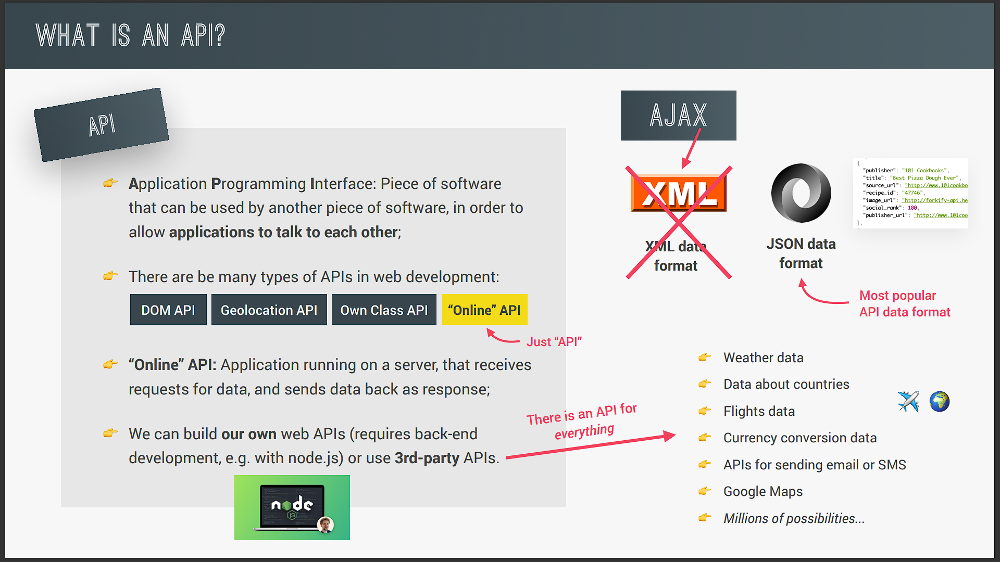 WHAT IS AN API?
API
Application Programming Interface: Piece of software
that can be used by another piece of software, in order to
allow applications to talk to each other;
There are be many types of APIs in web development:
DOM API
Geolocation API
Own Class API
“Online” API
Just “API”
“Online” API: Application running on a server, that receives
requests for data, and sends data back as response;
We can build our own web APIs (requires back-end
development, e.g. with node.js) or use 3rd-party APIs.
node
JS
There is an API for
everything
AJAX
XML
XML data
format
JSON data
format
{
"publisher": "101 Cookbooks",
"title": "Best Pizza Dough Ever",
"source_url": "http://www.101cookbo
"recipe_id": "47746",
"image_url": "http://forkify-api.he
"social_rank": 100,
"publisher_url": "http://www.101coo
},
Most popular
API data format
Weather data
Data about countries
Flights data
Currency conversion data
APIs for sending email or SMS
Google Maps
Millions of possibilities...